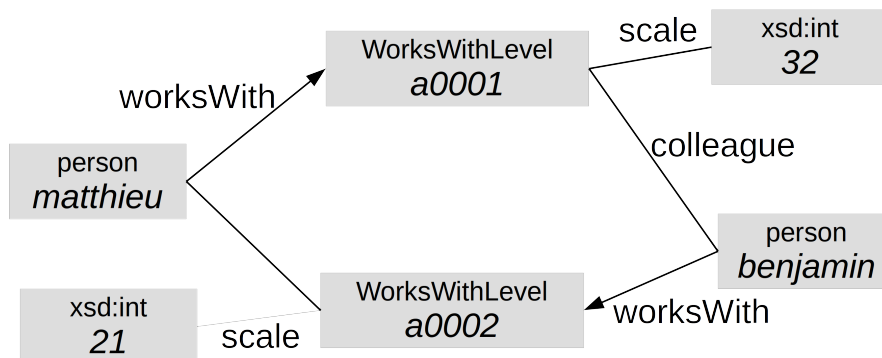 scale
xsd:int
32
WorksWithLevel
a0001
worksWith
colleague
person
matthieu
person
benjamin
WorksWithLevel
a0002
worksWith
xsd:int
21
scale